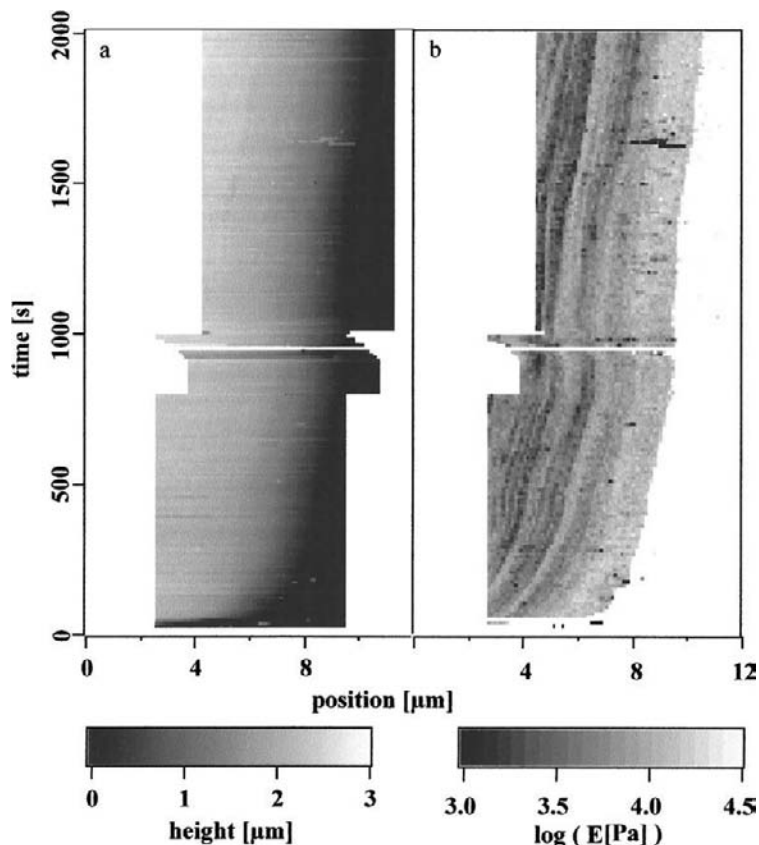 a
b
2000
1500
1000
500
0
time [s]
0 4 8 4 8 12
position [µm]
0 1 2 3
height [µm]
3.0 3.5 4.0 4.5
log ( E[Pa] )